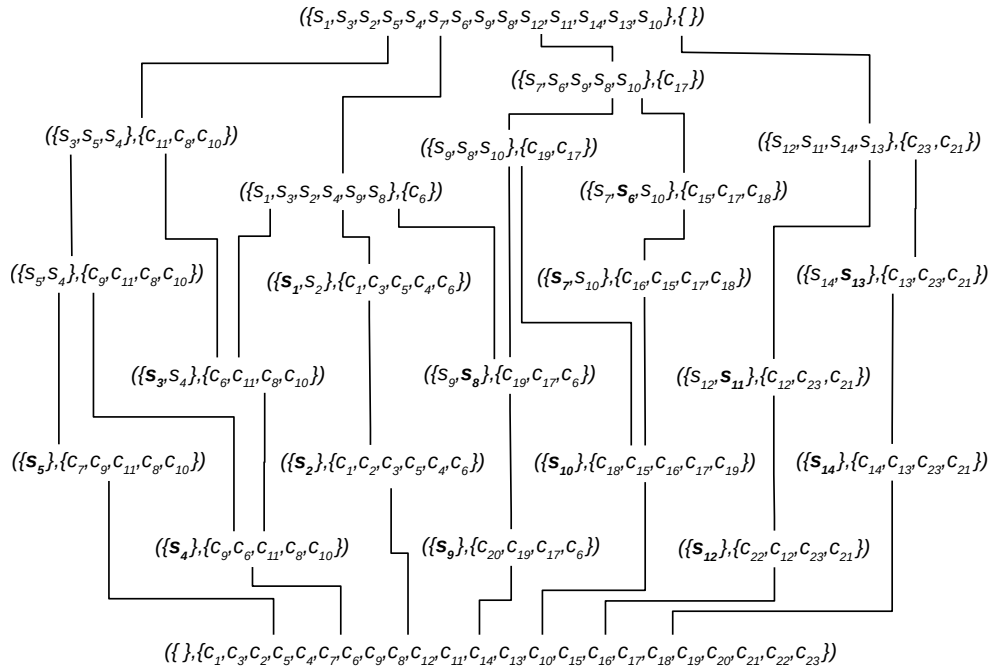 ({s₁,s₃,s₂,s₅,s₄,s₇,s₆,s₉,s₈,s₁₂,s₁₁,s₁₄,s₁₃,s₁₀},{ })
({s₇,s₆,s₉,s₈,s₁₀},{c₁₇})
({s₃,s₅,s₄},{c₁₁,c₈,c₁₀})
({s₉,s₈,s₁₀},{c₁₉,c₁₇})
({s₁₂,s₁₁,s₁₄,s₁₃},{c₂₃,c₂₁})
({s₁,s₃,s₂,s₄,s₉,s₈},{c₆})
({s₇,s₆,s₁₀},{c₁₅,c₁₇,c₁₈})
({s₅,s₄},{c₉,c₁₁,c₈,c₁₀})
({s₁,s₂},{c₁,c₃,c₅,c₄,c₆})
({s₇,s₁₀},{c₁₆,c₁₅,c₁₇,c₁₈})
({s₁₄,s₁₃},{c₁₃,c₂₃,c₂₁})
({s₃,s₄},{c₆,c₁₁,c₈,c₁₀})
({s₉,s₈},{c₁₉,c₁₇,c₆})
({s₁₂,s₁₁},{c₁₂,c₂₃,c₂₁})
({s₅},{c₇,c₉,c₁₁,c₈,c₁₀})
({s₂},{c₁,c₂,c₃,c₅,c₄,c₆})
({s₁₀},{c₁₈,c₁₅,c₁₆,c₁₇,c₁₉})
({s₁₄},{c₁₄,c₁₃,c₂₃,c₂₁})
({s₄},{c₉,c₆,c₁₁,c₈,c₁₀})
({s₉},{c₂₀,c₁₉,c₁₇,c₆})
({s₁₂},{c₂₂,c₁₂,c₂₃,c₂₁})
({ },{c₁,c₃,c₂,c₅,c₄,c₇,c₆,c₉,c₈,c₁₂,c₁₁,c₁₄,c₁₃,c₁₀,c₁₅,c₁₆,c₁₇,c₁₈,c₁₉,c₂₀,c₂₁,c₂₂,c₂₃})